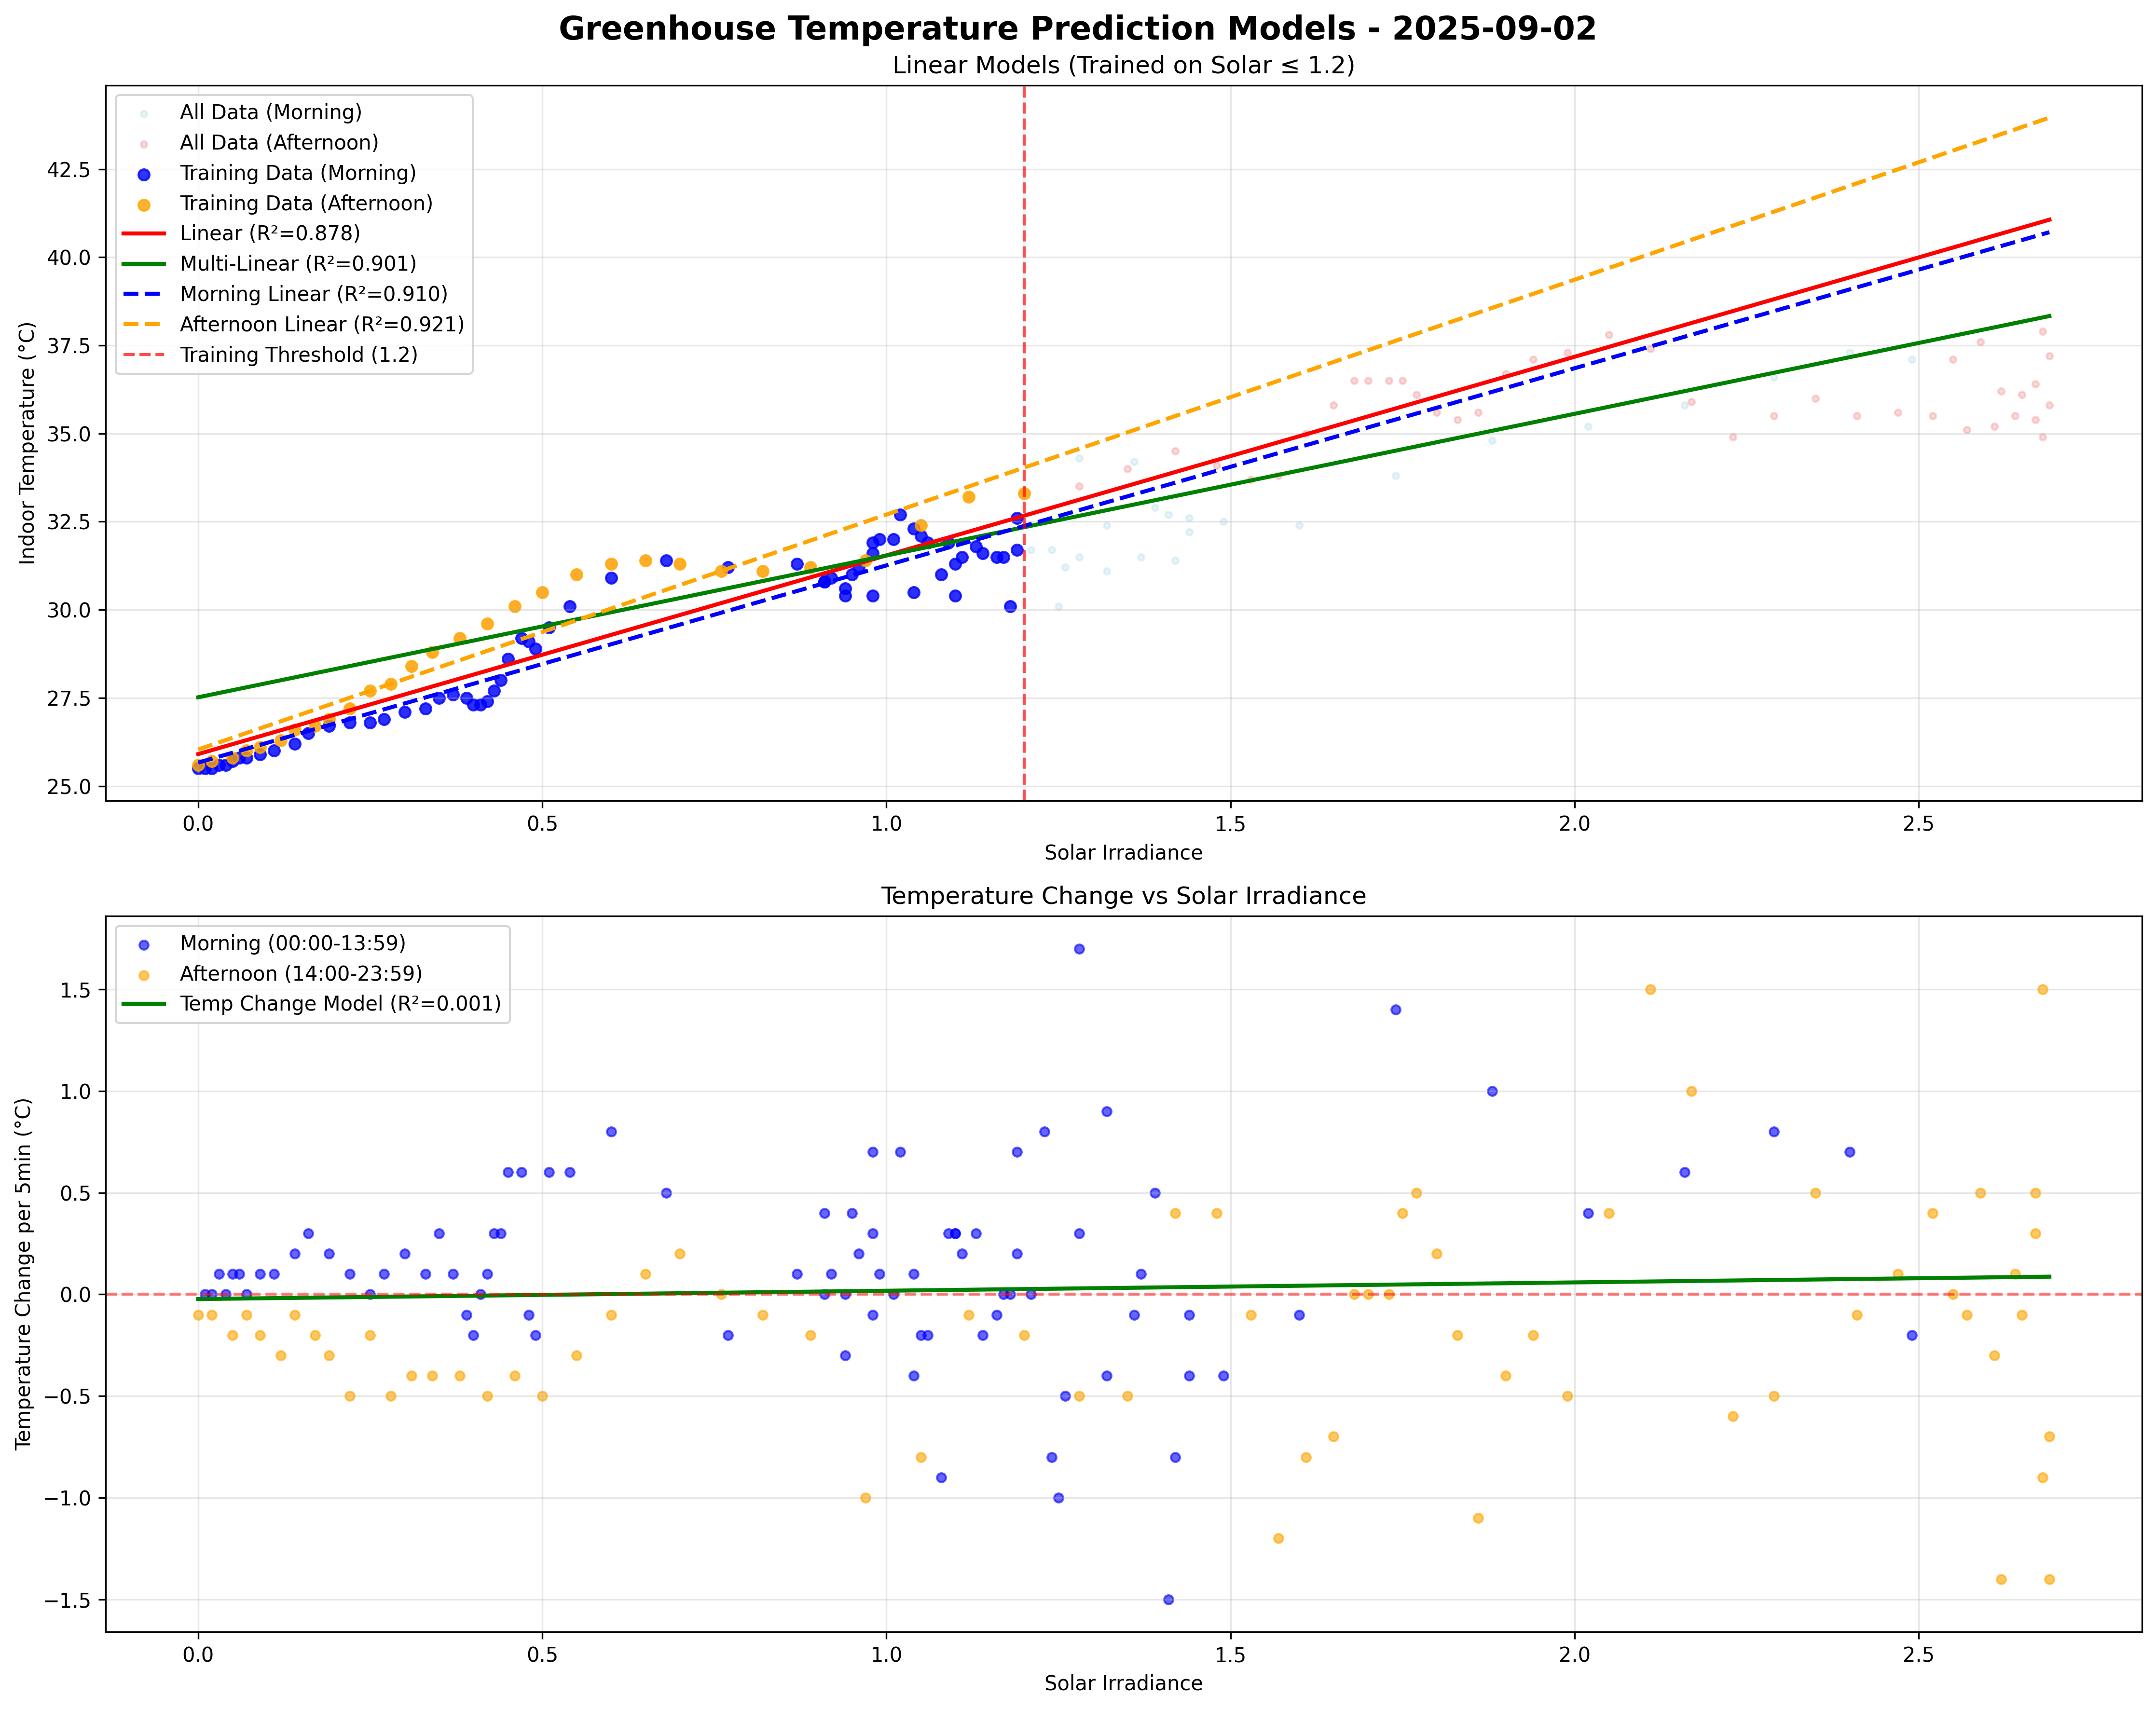 Greenhouse Temperature Prediction Models - 2025-09-02
Linear Models (Trained on Solar ≤ 1.2)
All Data (Morning)
All Data (Afternoon)
Training Data (Morning)
Training Data (Afternoon)
Linear (R²=0.878)
Multi-Linear (R²=0.901)
Morning Linear (R²=0.910)
Afternoon Linear (R²=0.921)
Training Threshold (1.2)
Indoor Temperature (°C)
42.5
40.0
37.5
35.0
32.5
30.0
27.5
25.0
0.0 0.5 1.0 1.5 2.0 2.5
Solar Irradiance
Temperature Change vs Solar Irradiance
Morning (00:00-13:59)
Afternoon (14:00-23:59)
Temp Change Model (R²=0.001)
Temperature Change per 5min (°C)
1.5
1.0
0.5
0.0
−0.5
−1.0
−1.5
0.0 0.5 1.0 1.5 2.0 2.5
Solar Irradiance